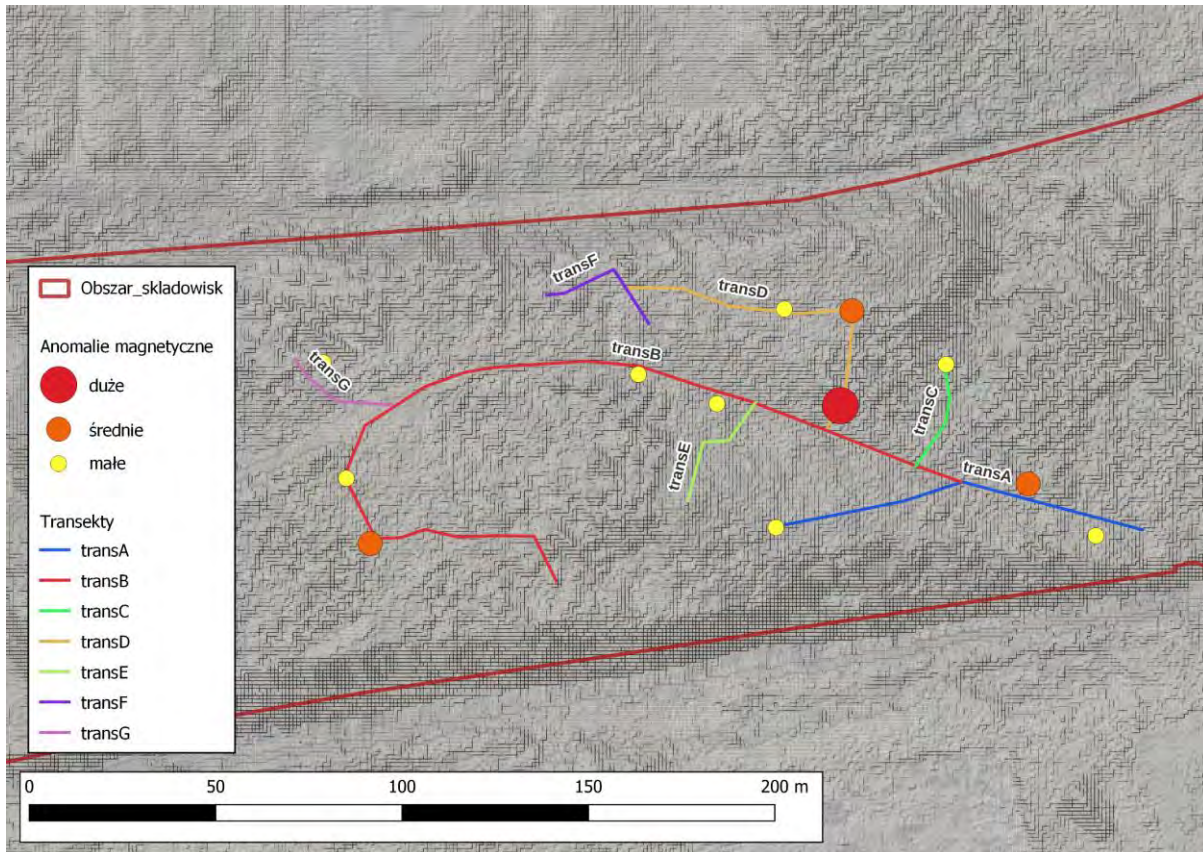 transF
transD
transB
transG
transC
transE
transA
Obszar_skladowisk
Anomalie magnetyczne
duże
średnie
małe
Transekty
transA
transB
transC
transD
transE
transF
transG
0 50 100 150 200 m